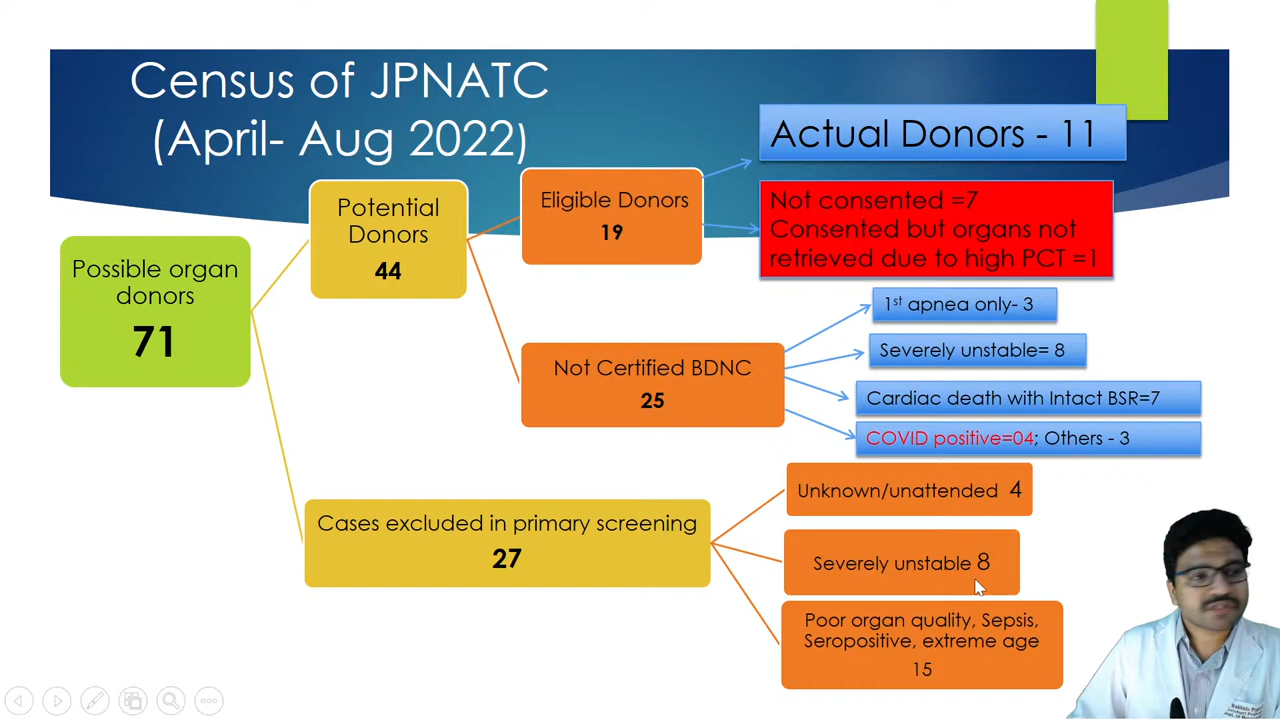 Census of JPNATC
(April- Aug 2022)
Possible organ
donors
71
Potential
Donors
44
Eligible Donors
19
Actual Donors - 11
Not consented =7
Consented but organs not
retrieved due to high PCT =1
Not Certified BDNC
25
1st apnea only- 3
Severely unstable= 8
Cardiac death with Intact BSR=7
COVID positive=04; Others - 3
Cases excluded in primary screening
27
Unknown/unattended 4
Severely unstable 8
Poor organ quality, Sepsis,
Seropositive, extreme age
15